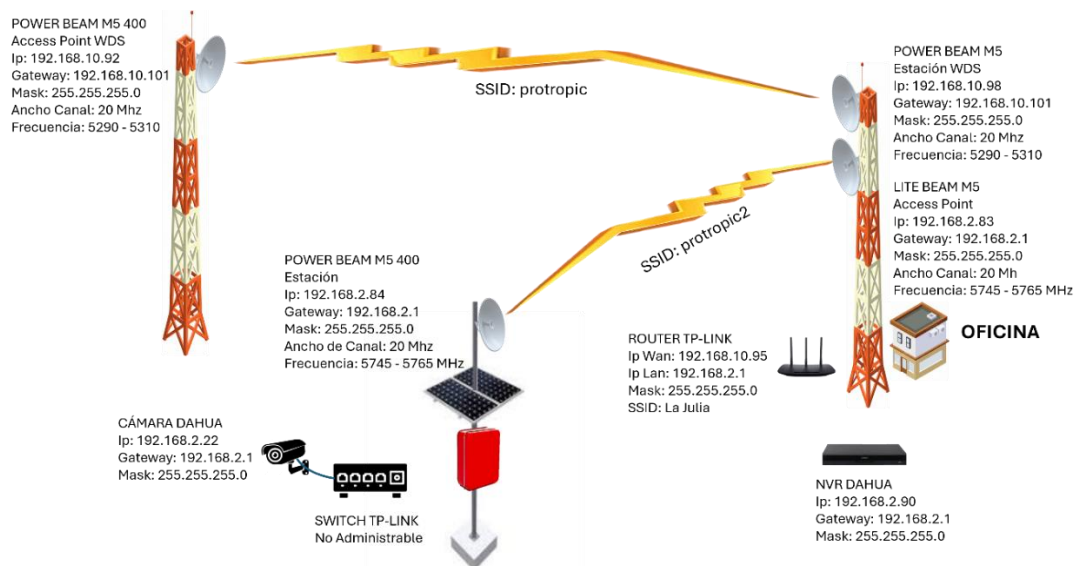 POWER BEAM M5 400
Access Point WDS
Ip: 192.168.10.92
Gateway: 192.168.10.101
Mask: 255.255.255.0
Ancho Canal: 20 Mhz
Frecuencia: 5290 - 5310
SSID: protropic
POWER BEAM M5
Estación WDS
Ip: 192.168.10.98
Gateway: 192.168.10.101
Mask: 255.255.255.0
Ancho Canal: 20 Mhz
Frecuencia: 5290 - 5310
LITE BEAM M5
Access Point
Ip: 192.168.2.83
Gateway: 192.168.2.1
Mask: 255.255.255.0
Ancho Canal: 20 Mh
Frecuencia: 5745 - 5765 MHz
SSID: protropic2
POWER BEAM M5 400
Estación
Ip: 192.168.2.84
Gateway: 192.168.2.1
Mask: 255.255.255.0
Ancho de Canal: 20 Mhz
Frecuencia: 5745 - 5765 MHz
OFICINA
ROUTER TP-LINK
Ip Wan: 192.168.10.95
Ip Lan: 192.168.2.1
Mask: 255.255.255.0
SSID: La Julia
CÁMARA DAHUA
Ip: 192.168.2.22
Gateway: 192.168.2.1
Mask: 255.255.255.0
SWITCH TP-LINK
No Administrable
NVR DAHUA
Ip: 192.168.2.90
Gateway: 192.168.2.1
Mask: 255.255.255.0